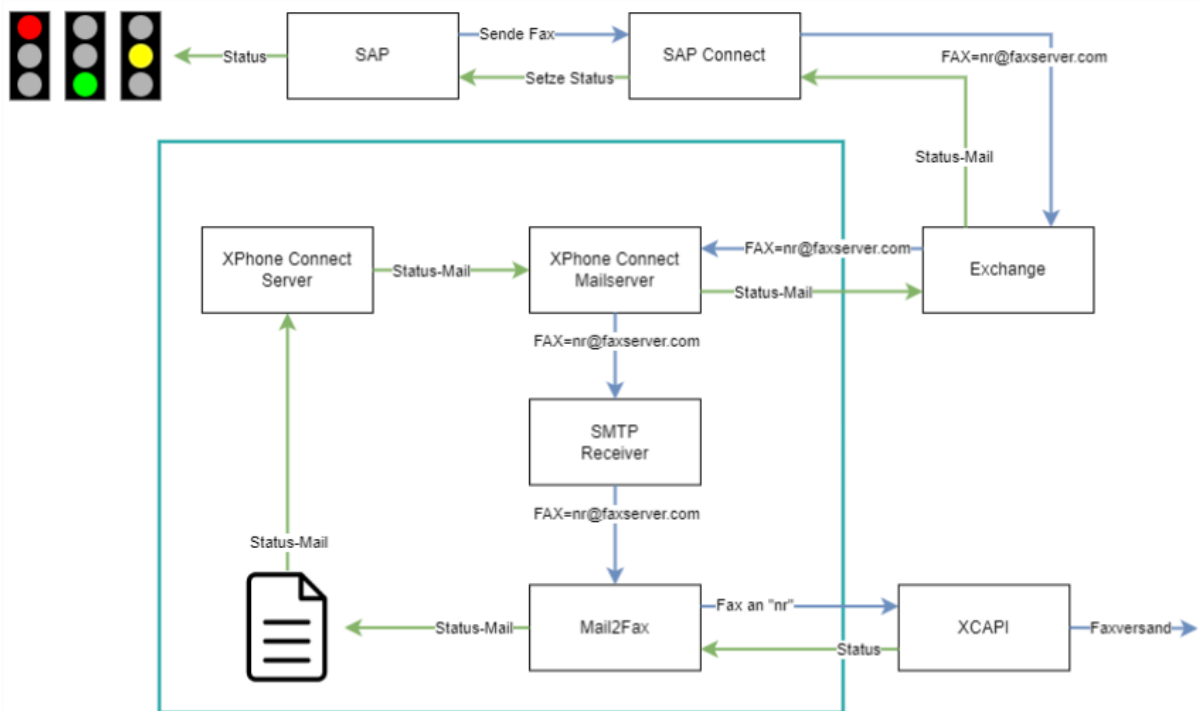 Status
SAP
Sende Fax
Setze Status
SAP Connect
FAX=nr@faxserver.com
Status-Mail
XPhone Connect
Server
Status-Mail
XPhone Connect
Mailserver
FAX=nr@faxserver.com
Status-Mail
Exchange
FAX=nr@faxserver.com
SMTP
Receiver
FAX=nr@faxserver.com
Status-Mail
Status-Mail
Mail2Fax
Fax an "nr"
Status
XCAPI
Faxversand